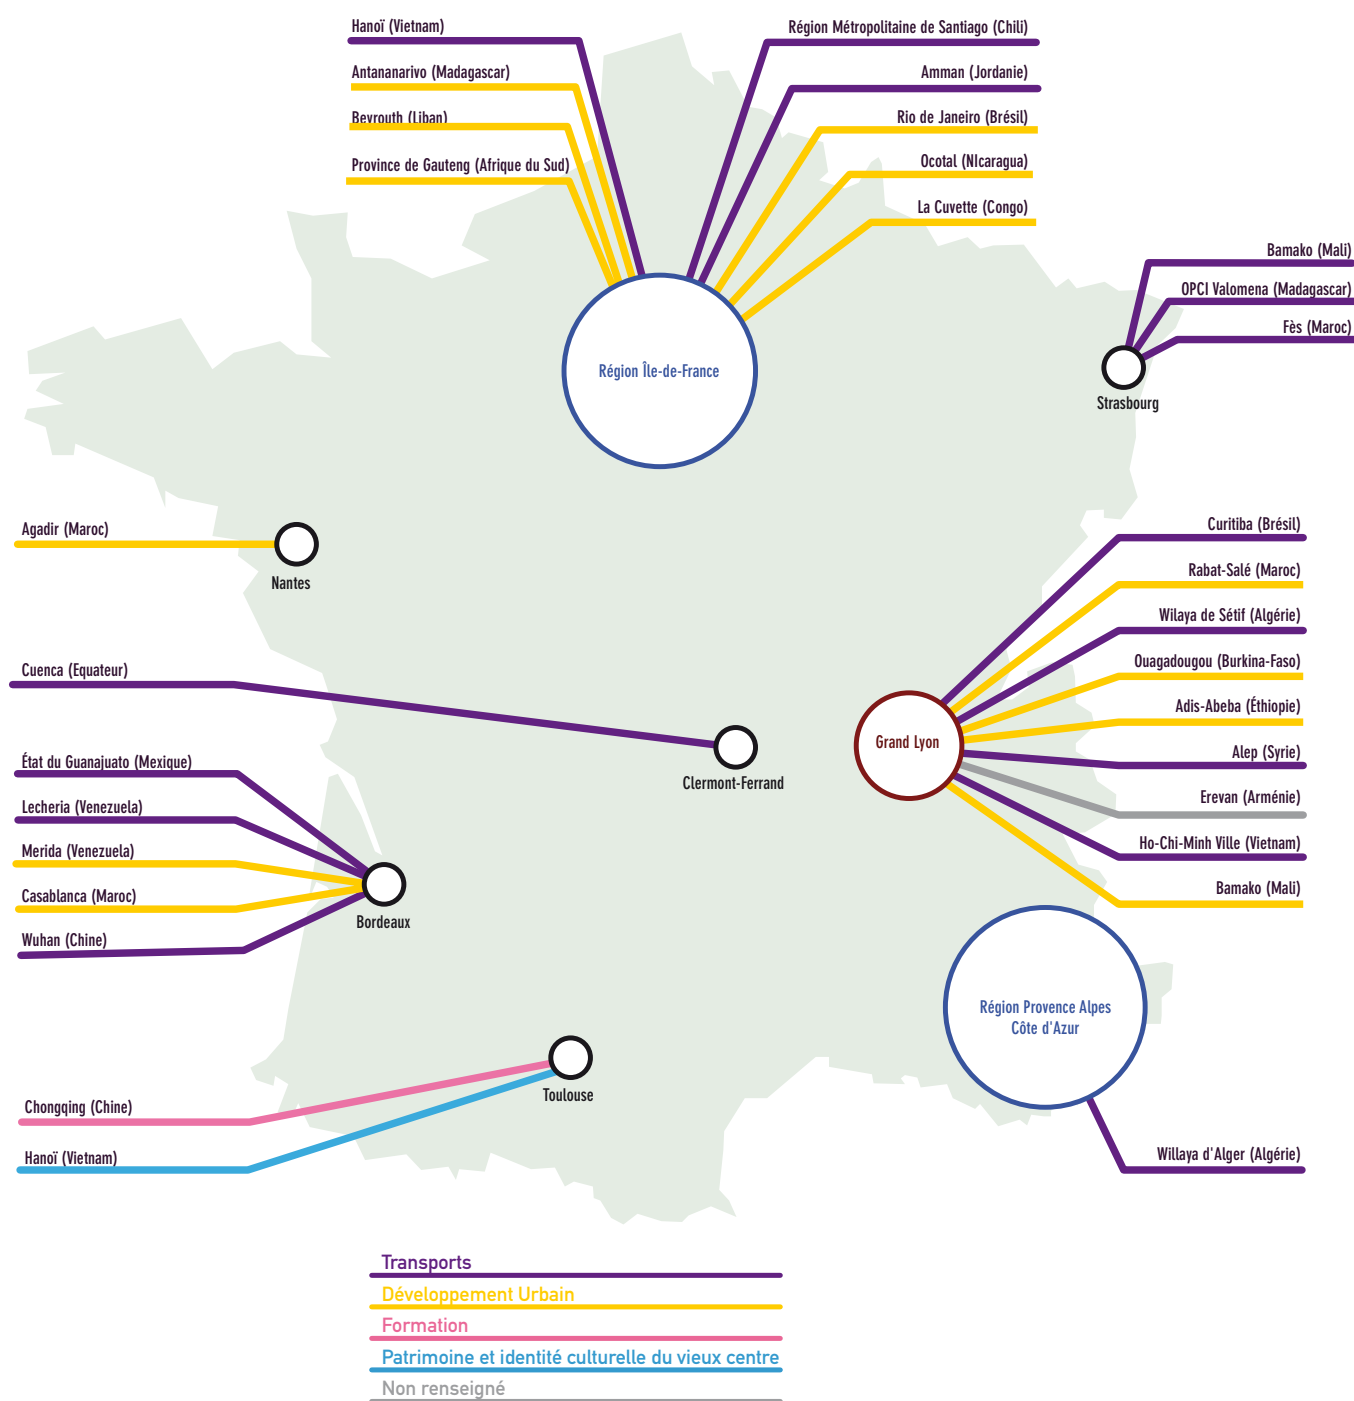 Hanoï (Vietnam)
Antananarivo (Madagascar)
Beyrouth (Liban)
Province de Gauteng (Afrique du Sud)
Région Métropolitaine de Santiago (Chili)
Amman (Jordanie)
Rio de Janeiro (Brésil)
Ocotal (NIcaragua)
La Cuvette (Congo)
Région Île-de-France
Bamako (Mali)
OPCI Valomena (Madagascar)
Fès (Maroc)
Strasbourg
Agadir (Maroc)
Nantes
Cuenca (Equateur)
Clermont-Ferrand
Curitiba (Brésil)
Rabat-Salé (Maroc)
Wilaya de Sétif (Algérie)
Ouagadougou (Burkina-Faso)
Adis-Abeba (Éthiopie)
Alep (Syrie)
Erevan (Arménie)
Ho-Chi-Minh Ville (Vietnam)
Bamako (Mali)
Grand Lyon
État du Guanajuato (Mexique)
Lecheria (Venezuela)
Merida (Venezuela)
Casablanca (Maroc)
Wuhan (Chine)
Bordeaux
Région Provence Alpes
Côte d'Azur
Willaya d'Alger (Algérie)
Toulouse
Chongqing (Chine)
Hanoï (Vietnam)
Transports
Développement Urbain
Formation
Patrimoine et identité culturelle du vieux centre
Non renseigné